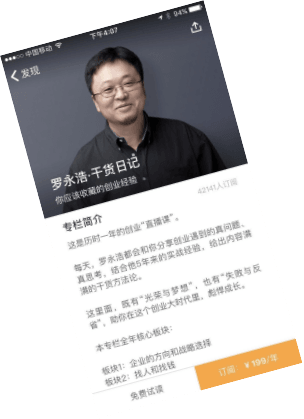 中国移动
下午4:07
94%
发现
罗永浩·干货日记
你应该收藏的创业经验 。
42141人订阅
专栏简介
这是历时一年的创业“直播课”。
每天，罗永浩都会和你分享创业遇到的真问题、
真思考，结合他5年来的实战经验，给出内容满
满的干货方法论。
这里面，既有“光荣与梦想”，也有“失败与反
省”，助你在这个创业大时代里，彪悍成长。
本专栏全年核心板块：
板块1：企业的方向和战略选择
板块2：找人和找钱
免费试读
订阅 ¥199/年